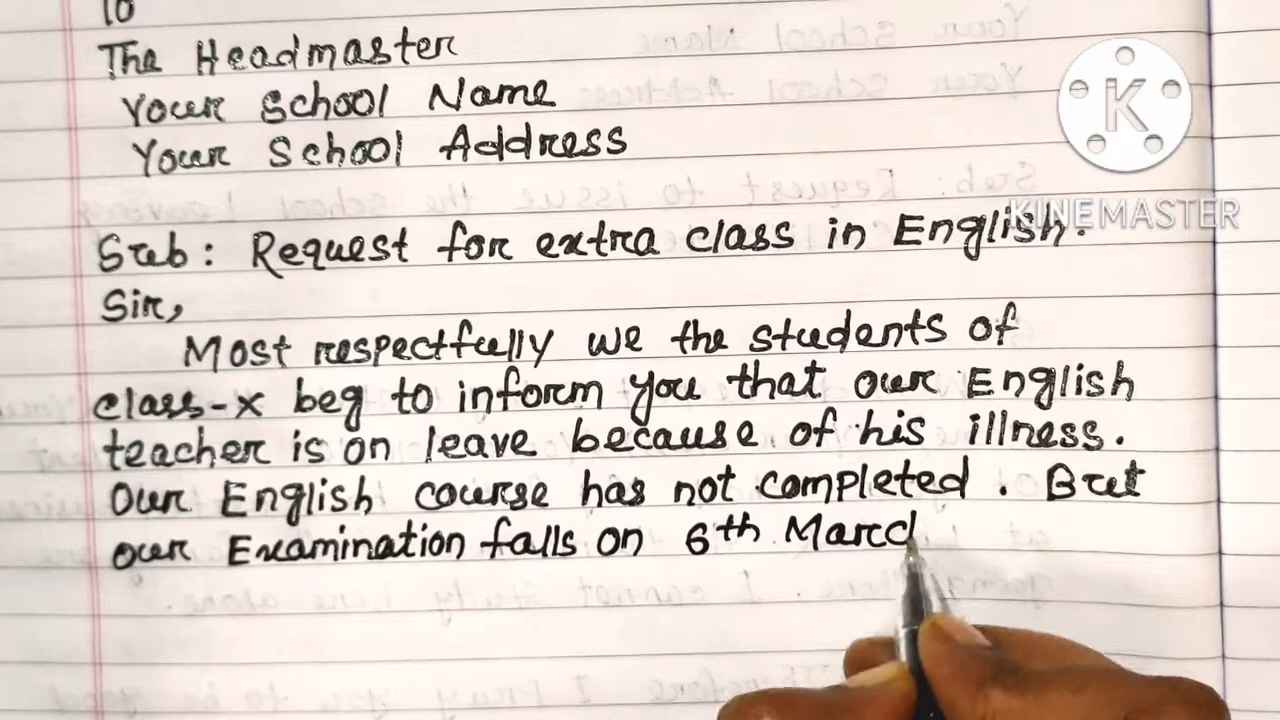 To
The Headmaster
Your School Name
Your School Address
Sub: Request for extra class in English.
Sir,
Most respectfully we the students of
class-x beg to inform you that our English
teacher is on leave because of his illness.
Our English course has not completed. But
our Examination falls on 6th March
K
KINEMASTER